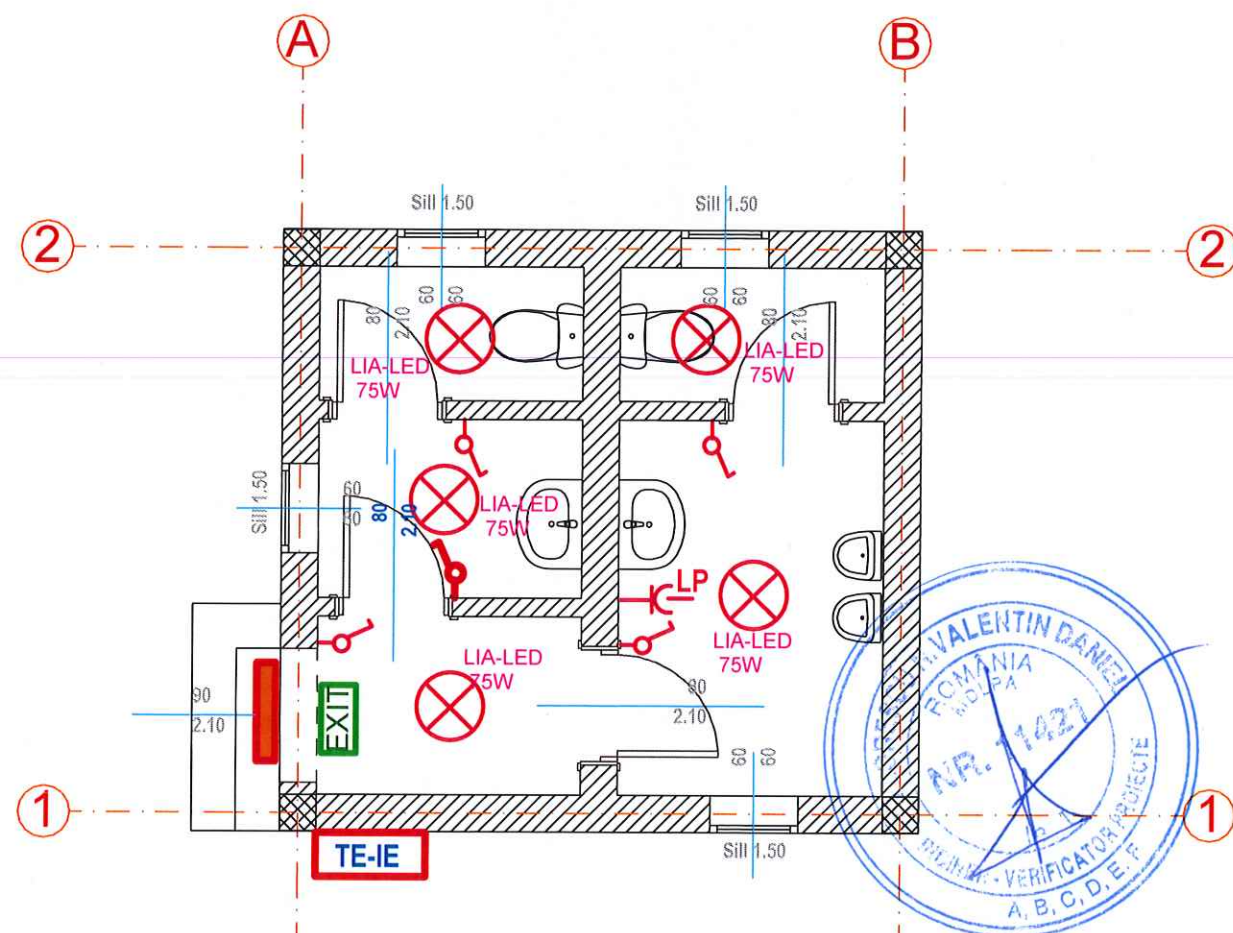 A
B
2
2
Sill 1.50
Sill 1.50
80
2.10
60
60
60
60
80
2.10
LIA-LED
75W
LIA-LED
75W
Sill 1.50
60
80
80
2.10
LIA-LED
75W
LP
LIA-LED
75W
LIA-LED
75W
90
2.10
EXIT
80
2.10
60
60
1
1
TE-IE
Sill 1.50
VALENTIN DANIEL
ROMÂNIA
MDLPA
NR. 11421
VERIFICATOR PROIECTE
A, B, C, D, E, F